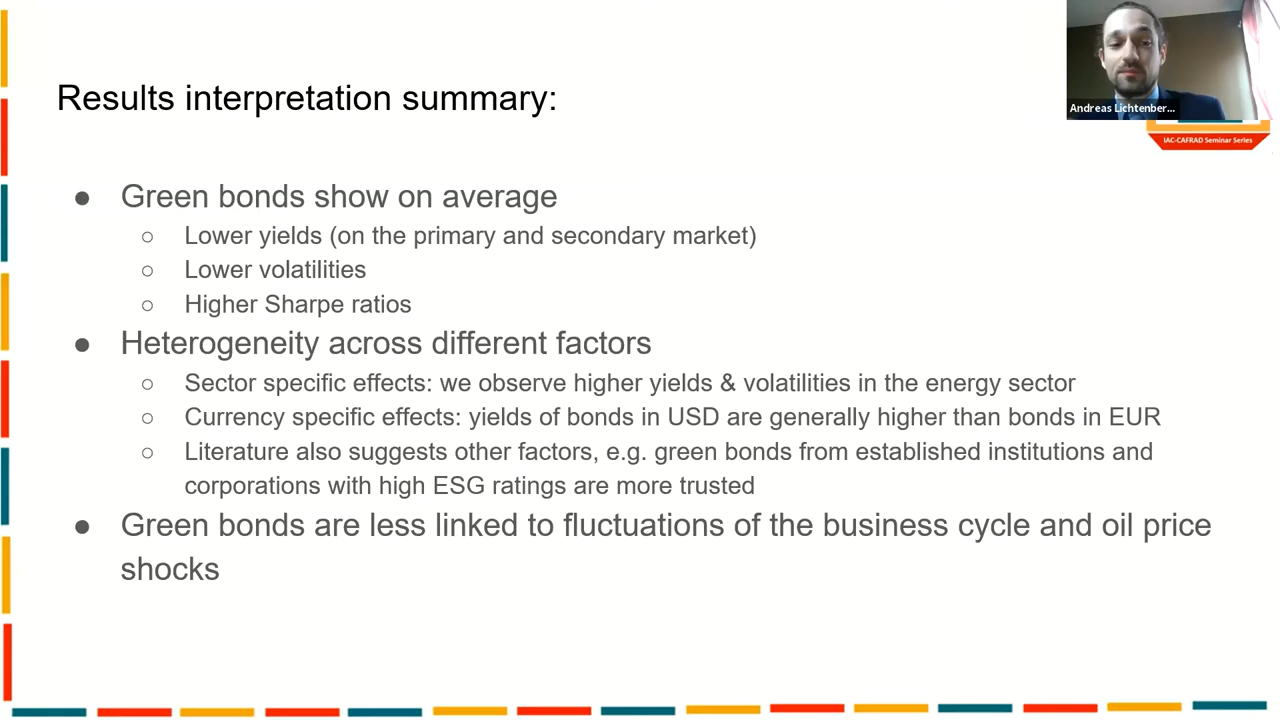 Results interpretation summary:
Andreas Lichtenber...
IAC-CAFRAD Seminar Series
● Green bonds show on average
○ Lower yields (on the primary and secondary market)
○ Lower volatilities
○ Higher Sharpe ratios
● Heterogeneity across different factors
○ Sector specific effects: we observe higher yields & volatilities in the energy sector
○ Currency specific effects: yields of bonds in USD are generally higher than bonds in EUR
○ Literature also suggests other factors, e.g. green bonds from established institutions and
corporations with high ESG ratings are more trusted
● Green bonds are less linked to fluctuations of the business cycle and oil price
shocks